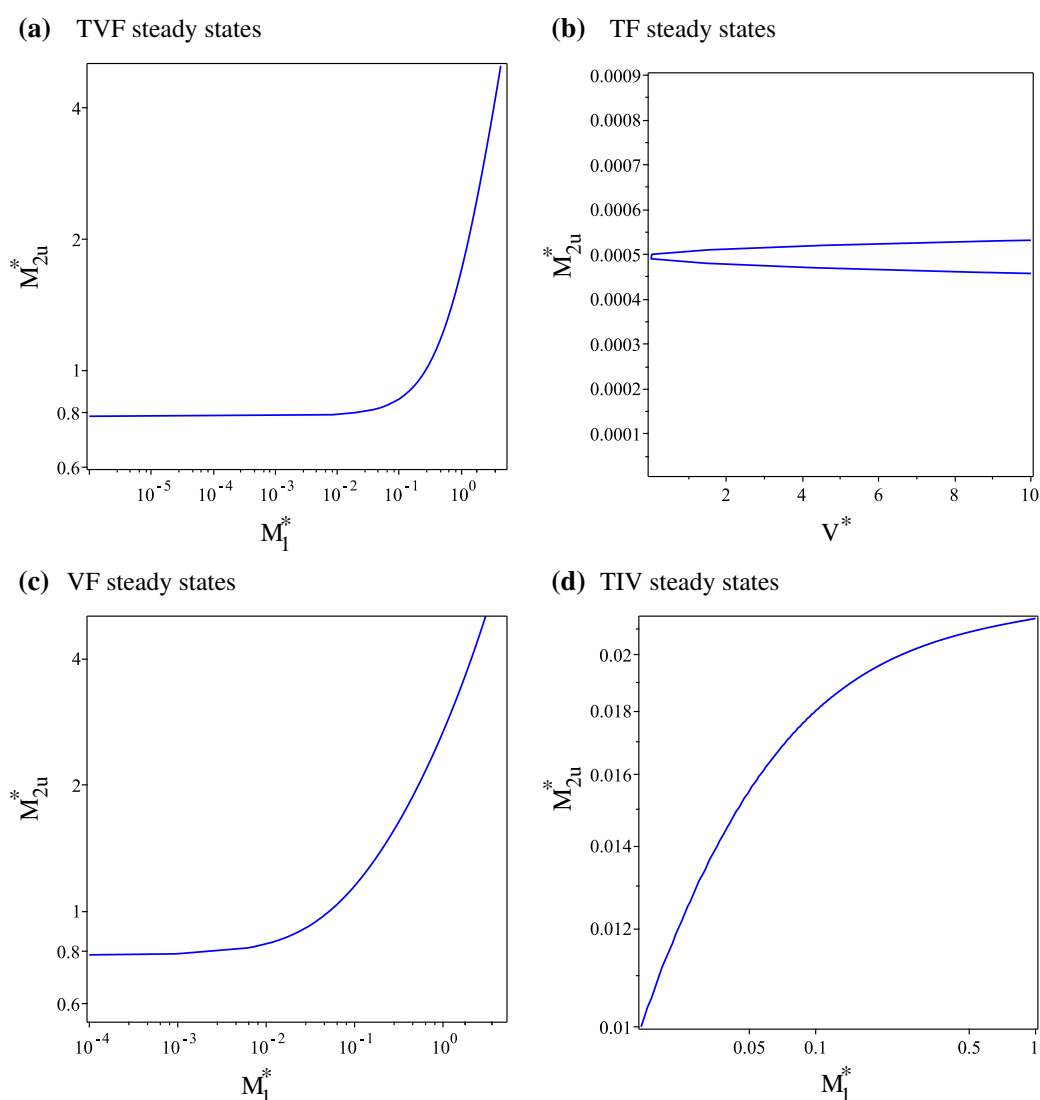 (a) TVF steady states
4
2
1
0.8
0.6
M*2u
10^-5 10^-4 10^-3 10^-2 10^-1 10^0
M*1
(b) TF steady states
0.0009
0.0008
0.0007
0.0006
0.0005
0.0004
0.0003
0.0002
0.0001
M*2u
2 4 6 8 10
V*
(c) VF steady states
4
2
1
0.8
0.6
M*2u
10^-4 10^-3 10^-2 10^-1 10^0
M*1
(d) TIV steady states
0.02
0.018
0.016
0.014
0.012
0.01
M*2u
0.05 0.1 0.5 1
M*1